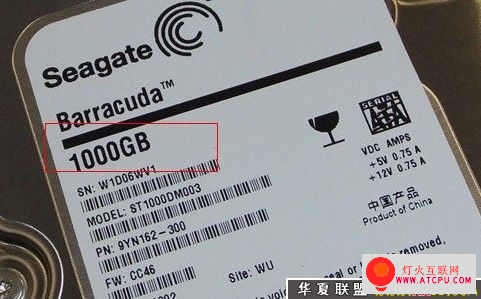 Seagate
Barracuda™
1000GB
SN: W1D06WV1
MODEL: ST1000DM003
PN: 9YN162-300
FW: CC46
Site: WU
SERIAL
ATA
VDC AMPS
+5V 0.75 A
+12V 0.75 A
中国产品
Product of China
removed,
华夏联盟
灯火互联网
WWW.ATCPU.COM